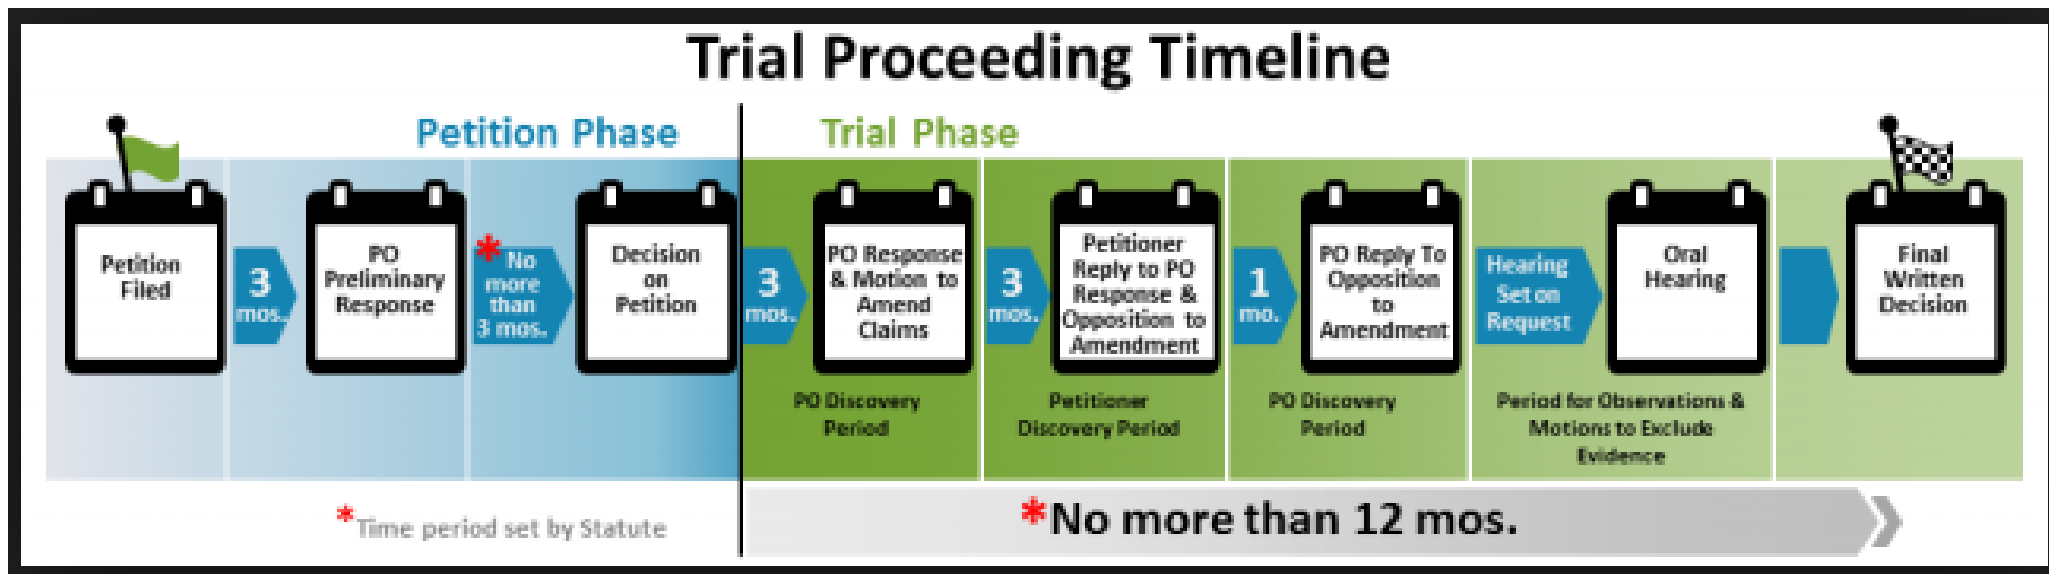 Trial Proceeding Timeline
Petition Phase
Trial Phase
Petition
Filed
3
mos.
PO
Preliminary
Response
*No
more
than
3 mos.
Decision
on
Petition
3
mos.
PO Response
& Motion to
Amend
Claims
PO Discovery
Period
3
mos.
Petitioner
Reply to PO
Response &
Opposition to
Amendment
Petitioner
Discovery Period
1
mo.
PO Reply To
Opposition
to
Amendment
PO Discovery
Period
Hearing
Set on
Request
Oral
Hearing
Period for Observations &
Motions to Exclude
Evidence
Final
Written
Decision
*Time period set by Statute
*No more than 12 mos.